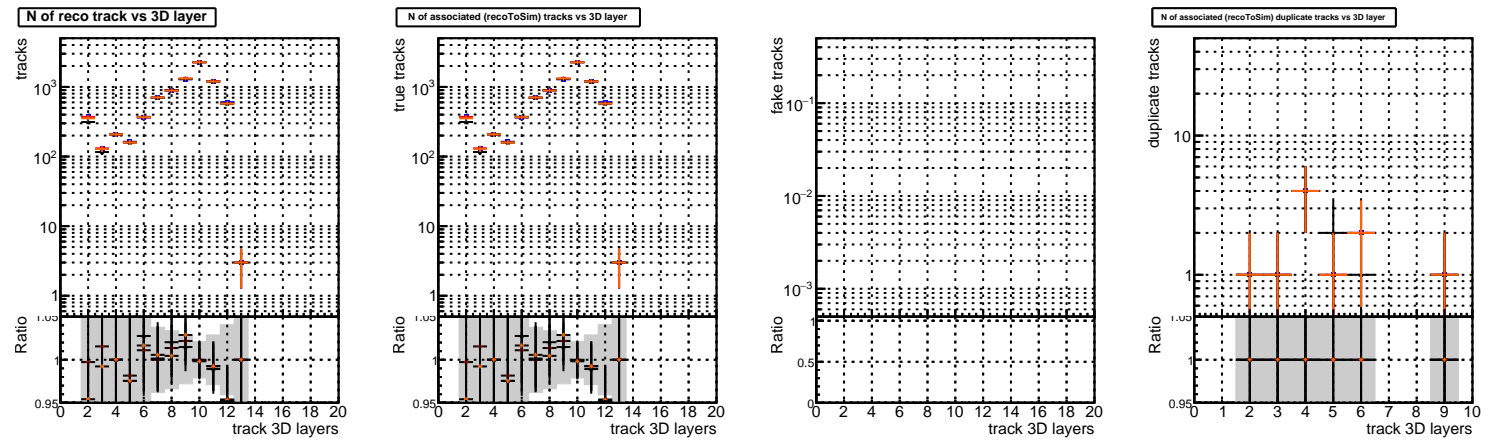 N of reco track vs 3D layer
tracks
10³
10²
10
1
1.05
Ratio
1
0.95
0 2 4 6 8 10 12 14 16 18 20
track 3D layers
N of associated (recoToSim) tracks vs 3D layer
true tracks
10³
10²
10
1
1.05
Ratio
1
0.95
0 2 4 6 8 10 12 14 16 18 20
track 3D layers
fake tracks
10⁻¹
10⁻²
10⁻³
Ratio
1
0.5
0
0 2 4 6 8 10 12 14 16 18 20
track 3D layers
N of associated (recoToSim) duplicate tracks vs 3D layer
duplicate tracks
10
1
1.05
Ratio
1
0.95
0 1 2 3 4 5 6 7 8 9 10
track 3D layers